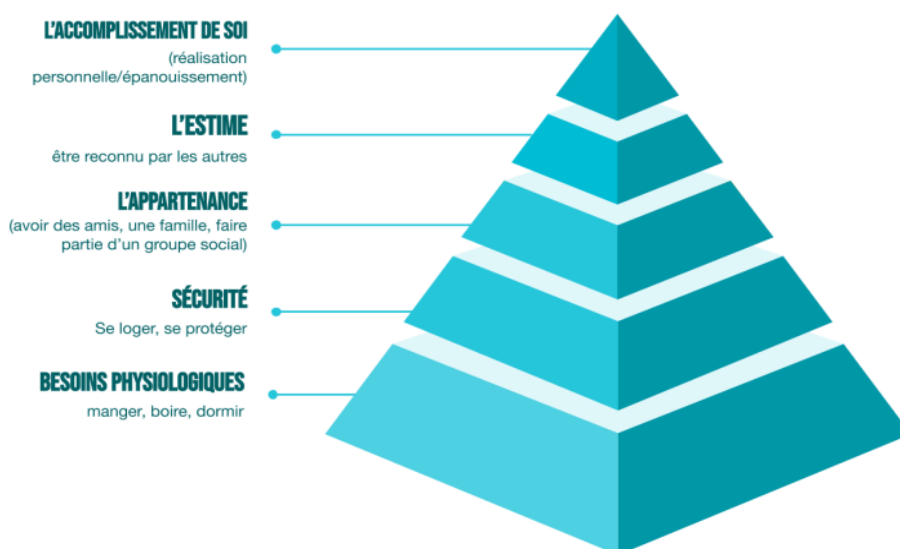 L'ACCOMPLISSEMENT DE SOI
(réalisation
personnelle/épanouissement)
L'ESTIME
être reconnu par les autres
L'APPARTENANCE
(avoir des amis, une famille, faire
partie d'un groupe social)
SÉCURITÉ
Se loger, se protéger
BESOINS PHYSIOLOGIQUES
manger, boire, dormir